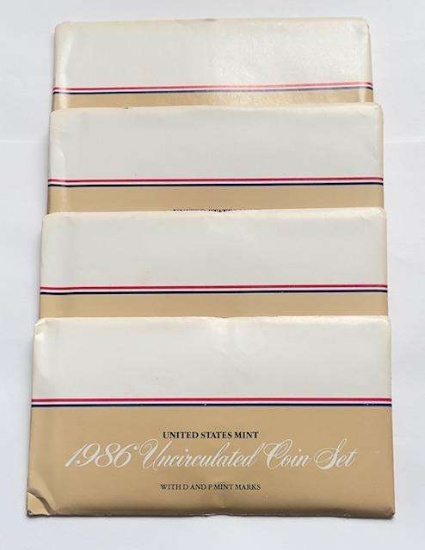 UNITED STATES MINT
1986 Uncirculated Coin Set
WITH D AND P MINT MARKS